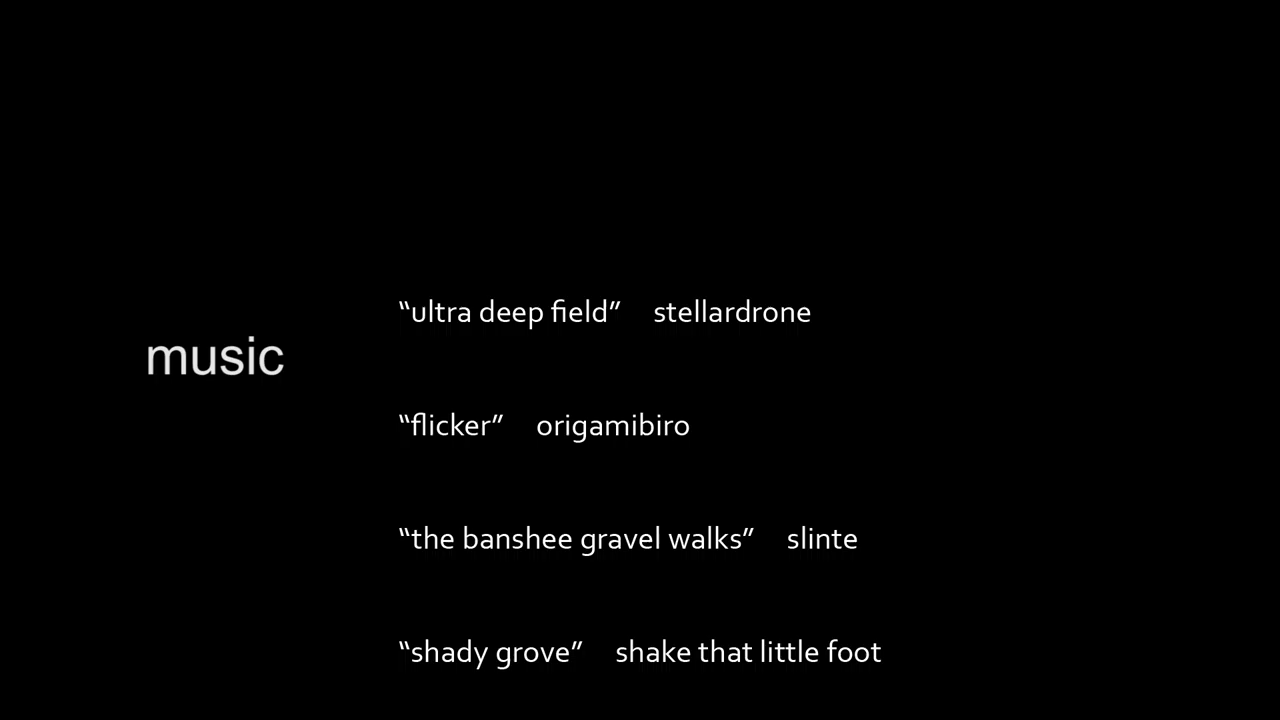 “ultra deep field” stellardrone
music
“flicker” origamibiro
“the banshee gravel walks” slinte
“shady grove” shake that little foot